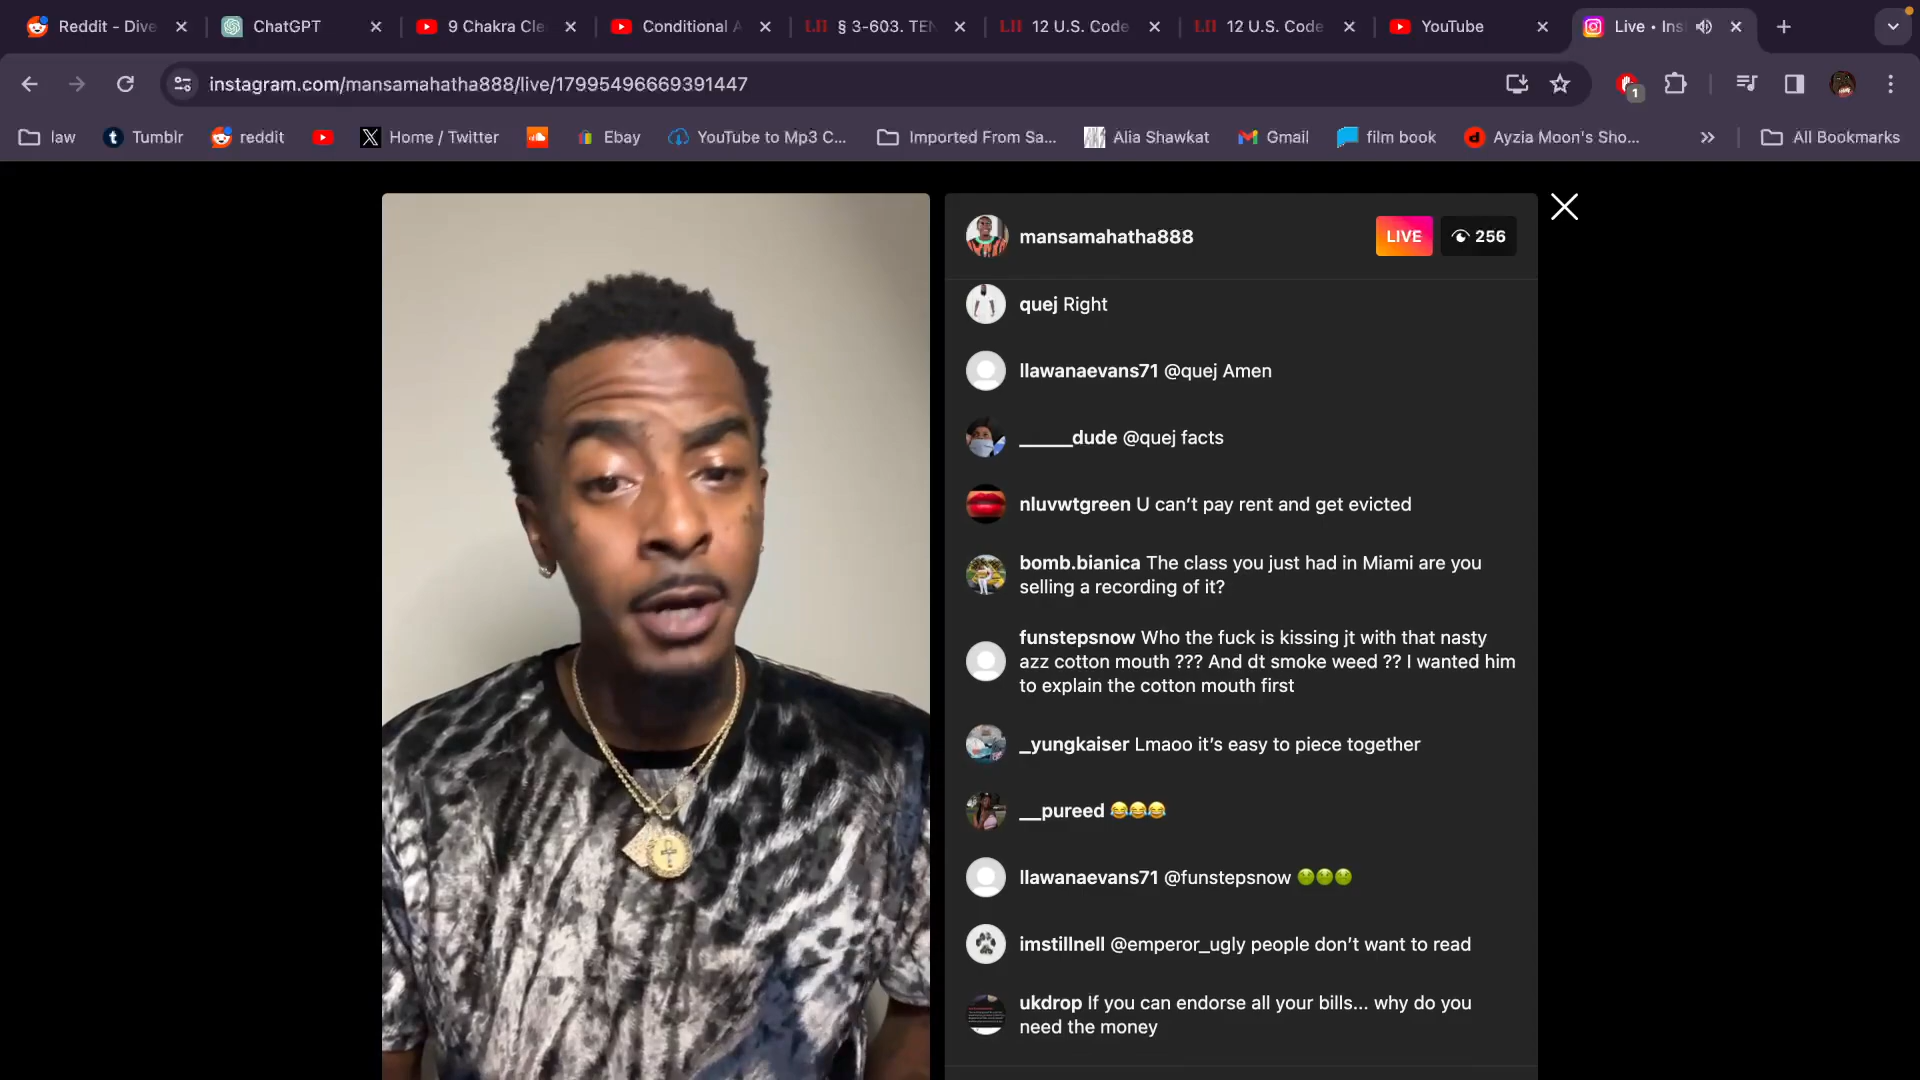 Reddit - Dive
ChatGPT
9 Chakra Cle
Conditional A
LII § 3-603. TEN
LII 12 U.S. Code
LII 12 U.S. Code
YouTube
Live • Ins
instagram.com/mansamahatha888/live/17995496669391447
1
law
Tumblr
reddit
Home / Twitter
Ebay
YouTube to Mp3 C...
Imported From Sa...
Alia Shawkat
Gmail
film book
Ayzia Moon's Sho...
All Bookmarks
mansamahatha888
LIVE
256
quej Right
llawanaevans71 @quej Amen
______dude @quej facts
nluvwtgreen U can’t pay rent and get evicted
bomb.bianica The class you just had in Miami are you
selling a recording of it?
funstepsnow Who the fuck is kissing jt with that nasty
azz cotton mouth ??? And dt smoke weed ?? I wanted him
to explain the cotton mouth first
_yungkaiser Lmaoo it’s easy to piece together
__pureed 😂😂😂
llawanaevans71 @funstepsnow 🤢🤢🤢
imstillnell @emperor_ugly people don’t want to read
ukdrop If you can endorse all your bills... why do you
need the money